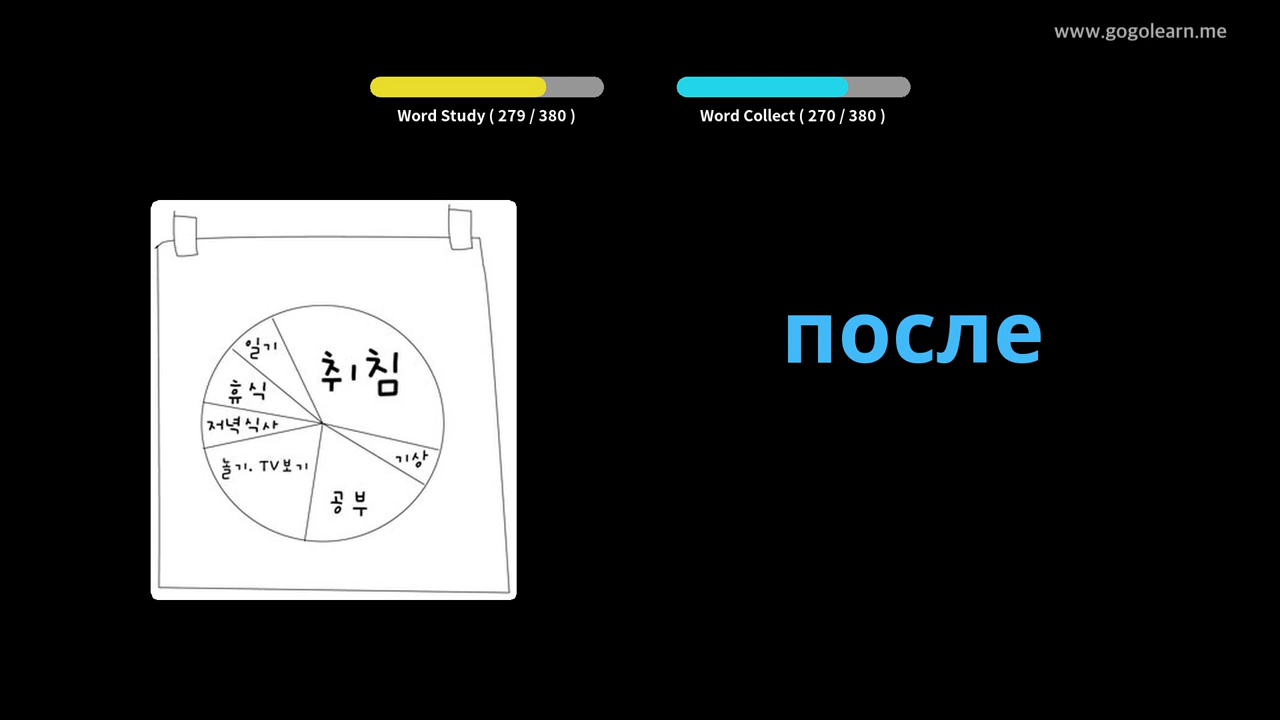 www.gogolearn.me
Word Study ( 279 / 380 )
Word Collect ( 270 / 380 )
일기
취침
휴식
저녁식사
놀기. TV보기
기상
공부
после